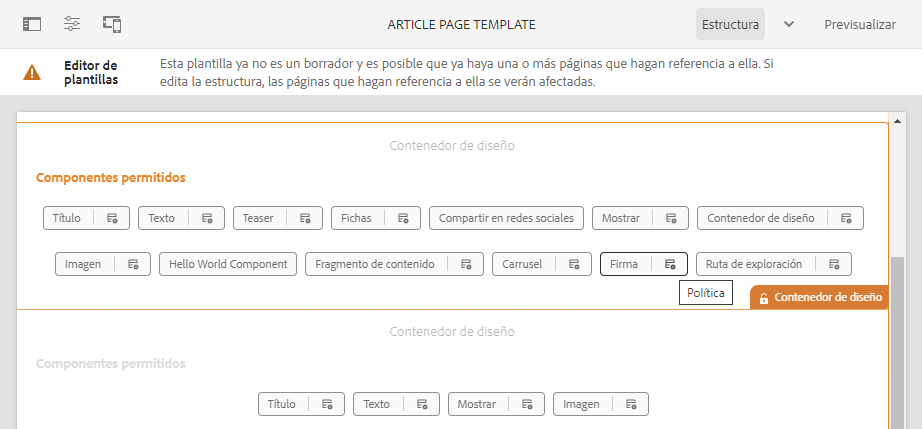 ARTICLE PAGE TEMPLATE Estructura Previsualizar
Editor de plantillas
Esta plantilla ya no es un borrador y es posible que ya haya una o más páginas que hagan referencia a ella. Si
edita la estructura, las páginas que hagan referencia a ella se verán afectadas.
Contenedor de diseño
Componentes permitidos
Título Texto Teaser Fichas Compartir en redes sociales Mostrar Contenedor de diseño
Imagen Hello World Component Fragmento de contenido Carrusel Firma Ruta de exploración
Política Contenedor de diseño
Contenedor de diseño
Componentes permitidos
Título Texto Mostrar Imagen